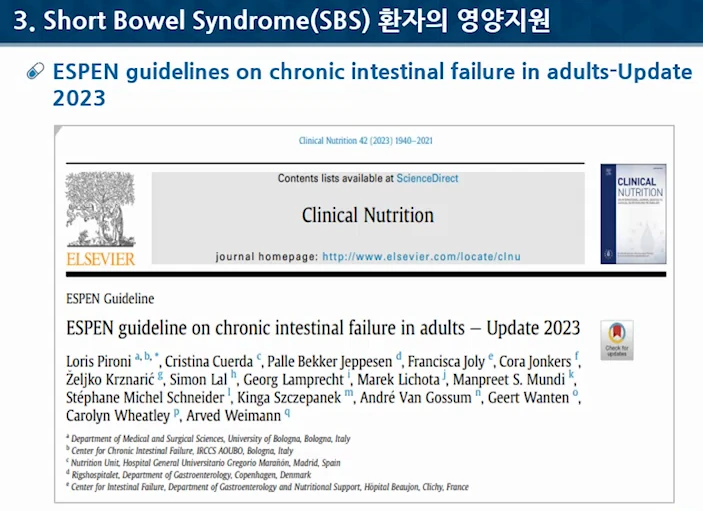 3. Short Bowel Syndrome(SBS) 환자의 영양지원
ESPEN guidelines on chronic intestinal failure in adults-Update
2023
Clinical Nutrition 42 (2023) 1940–2021
Contents lists available at ScienceDirect
Clinical Nutrition
journal homepage: http://www.elsevier.com/locate/clnu
ELSEVIER
CLINICAL
NUTRITION
ESPEN Guideline
ESPEN guideline on chronic intestinal failure in adults – Update 2023
Check for
updates
Loris Pironi a, b, *, Cristina Cuerda c, Palle Bekker Jeppesen d, Francisca Joly e, Cora Jonkers f,
Željko Krznarić g, Simon Lal h, Georg Lamprecht i, Marek Lichota j, Manpreet S. Mundi k,
Stéphane Michel Schneider l, Kinga Szczepanek m, André Van Gossum n, Geert Wanten o,
Carolyn Wheatley p, Arved Weimann q
a Department of Medical and Surgical Sciences, University of Bologna, Bologna, Italy
b Center for Chronic Intestinal Failure, IRCCS AOUBO, Bologna, Italy
c Nutrition Unit, Hospital General Universitario Gregorio Marañón, Madrid, Spain
d Rigshospitalet, Department of Gastroenterology, Copenhagen, Denmark
e Center for Intestinal Failure, Department of Gastroenterology and Nutritional Support, Hôpital Beaujon, Clichy, France